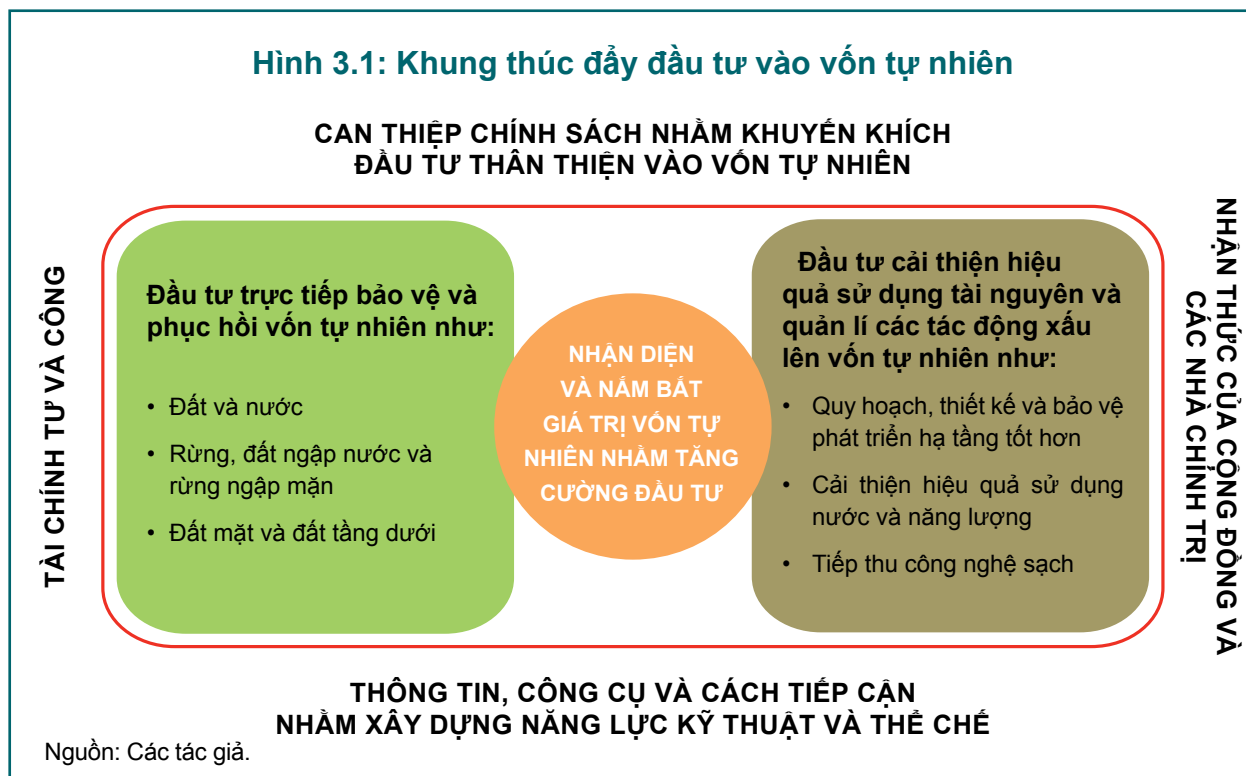 Hình 3.1: Khung thúc đẩy đầu tư vào vốn tự nhiên
CAN THIỆP CHÍNH SÁCH NHẰM KHUYẾN KHÍCH
ĐẦU TƯ THÂN THIỆN VÀO VỐN TỰ NHIÊN
TÀI CHÍNH TƯ VÀ CÔNG
Đầu tư trực tiếp bảo vệ và
phục hồi vốn tự nhiên như:
• Đất và nước
• Rừng, đất ngập nước và
rừng ngập mặn
• Đất mặt và đất tầng dưới
NHẬN DIỆN
VÀ NẮM BẮT
GIÁ TRỊ VỐN TỰ
NHIÊN NHẰM TĂNG
CƯỜNG ĐẦU TƯ
Đầu tư cải thiện hiệu
quả sử dụng tài nguyên và
quản lí các tác động xấu
lên vốn tự nhiên như:
• Quy hoạch, thiết kế và bảo vệ
phát triển hạ tầng tốt hơn
• Cải thiện hiệu quả sử dụng
nước và năng lượng
• Tiếp thu công nghệ sạch
NHẬN THỨC CỦA CỘNG ĐỒNG VÀ
CÁC NHÀ CHÍNH TRỊ
THÔNG TIN, CÔNG CỤ VÀ CÁCH TIẾP CẬN
NHẰM XÂY DỰNG NĂNG LỰC KỸ THUẬT VÀ THỂ CHẾ
Nguồn: Các tác giả.